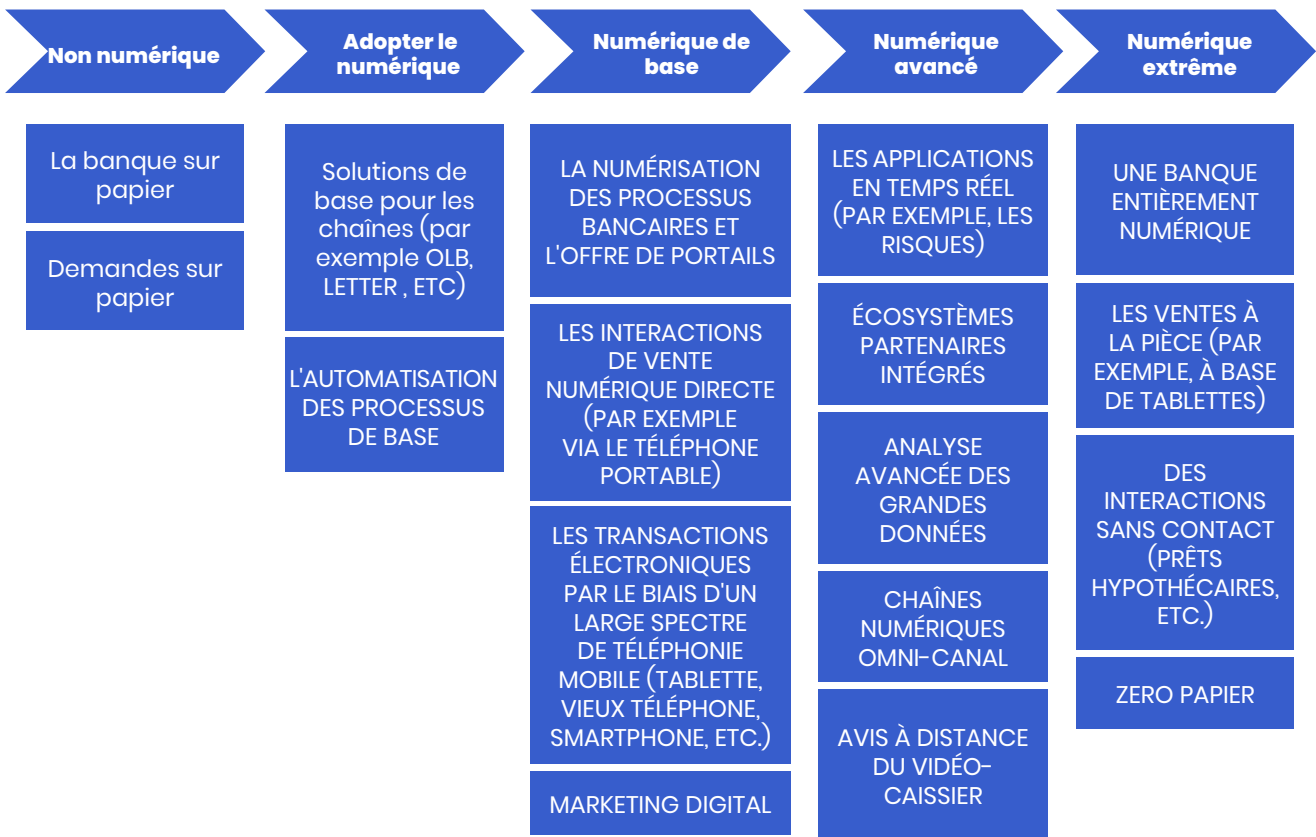 Non numérique
Adopter le
numérique
Numérique de
base
Numérique
avancé
Numérique
extrême
La banque sur
papier
Demandes sur
papier
Solutions de
base pour les
chaînes (par
exemple OLB,
LETTER , ETC)
L'AUTOMATISATION
DES PROCESSUS
DE BASE
LA NUMÉRISATION
DES PROCESSUS
BANCAIRES ET
L'OFFRE DE PORTAILS
LES INTERACTIONS
DE VENTE
NUMÉRIQUE DIRECTE
(PAR EXEMPLE
VIA LE TÉLÉPHONE
PORTABLE)
LES TRANSACTIONS
ÉLECTRONIQUES
PAR LE BIAIS D'UN
LARGE SPECTRE
DE TÉLÉPHONIE
MOBILE (TABLETTE,
VIEUX TÉLÉPHONE,
SMARTPHONE, ETC.)
MARKETING DIGITAL
LES APPLICATIONS
EN TEMPS RÉEL
(PAR EXEMPLE, LES
RISQUES)
ÉCOSYSTÈMES
PARTENAIRES
INTÉGRÉS
ANALYSE
AVANCÉE DES
GRANDES
DONNÉES
CHAÎNES
NUMÉRIQUES
OMNI-CANAL
AVIS À DISTANCE
DU VIDÉO-
CAISSIER
UNE BANQUE
ENTIÈREMENT
NUMÉRIQUE
LES VENTES À
LA PIÈCE (PAR
EXEMPLE, À BASE
DE TABLETTES)
DES
INTERACTIONS
SANS CONTACT
(PRÊTS
HYPOTHÉCAIRES,
ETC.)
ZERO PAPIER